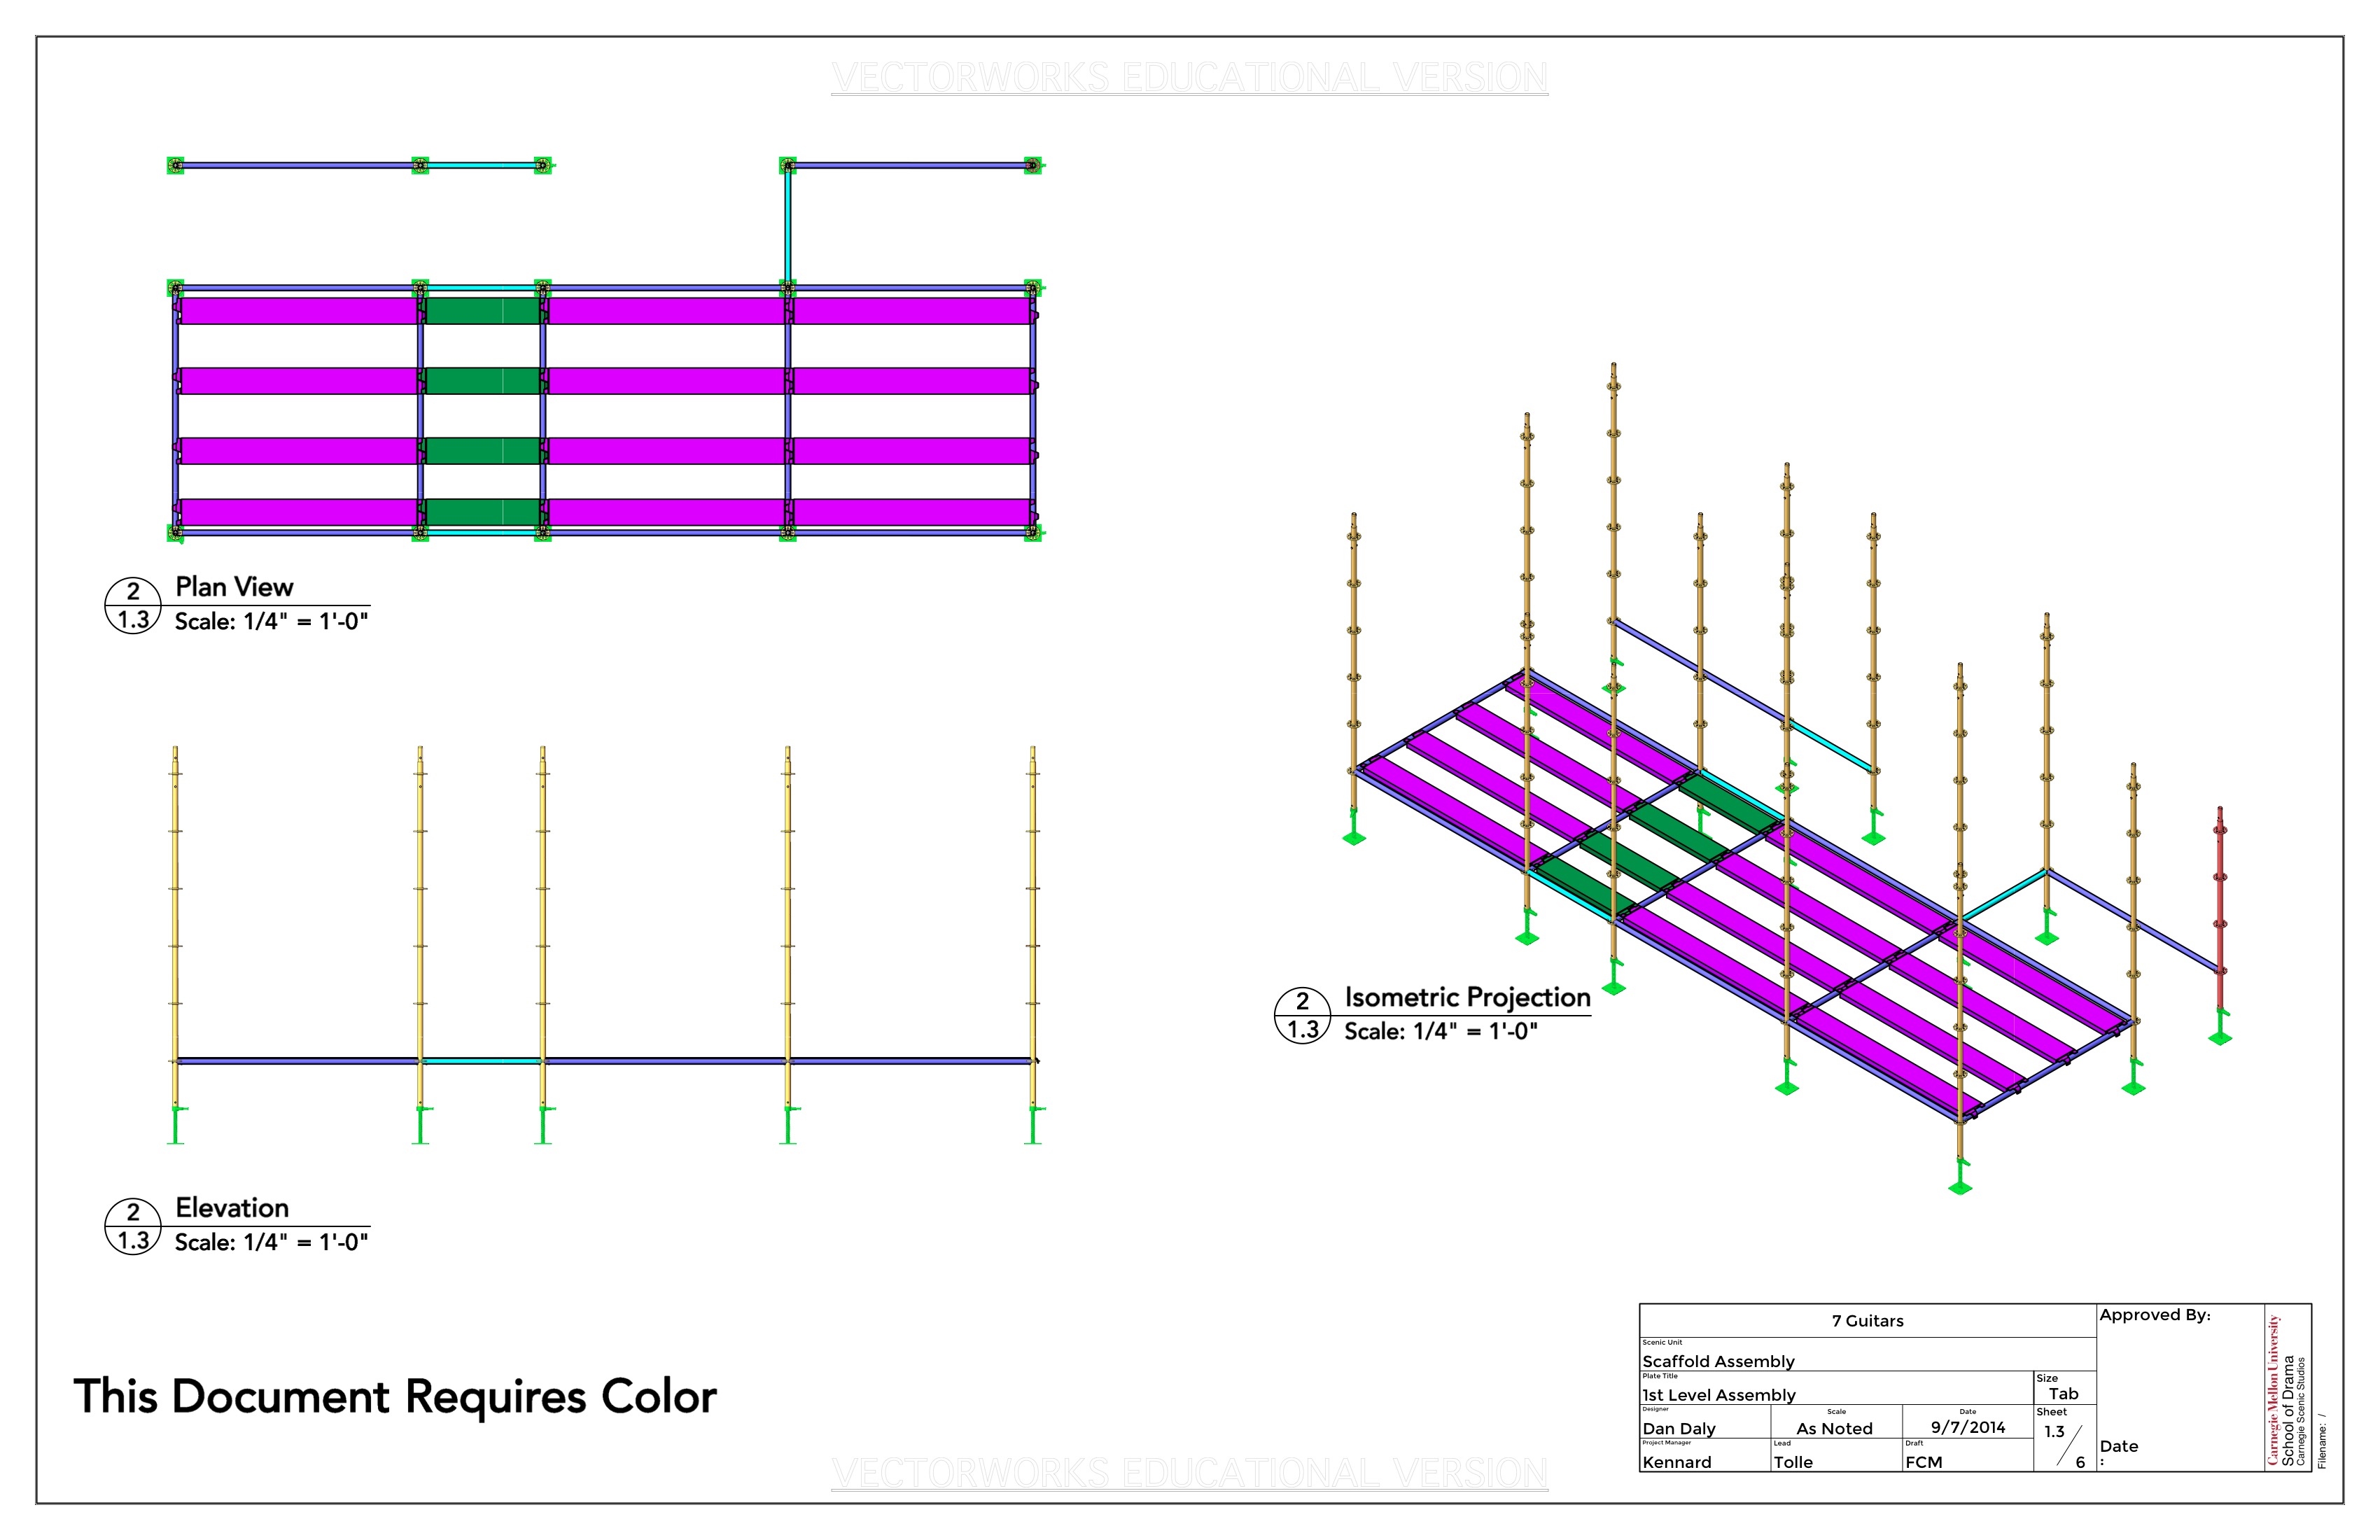 VECTORWORKS EDUCATIONAL VERSION
2
1.3
Plan View
Scale: 1/4" = 1'-0"
2
1.3
Isometric Projection
Scale: 1/4" = 1'-0"
2
1.3
Elevation
Scale: 1/4" = 1'-0"
This Document Requires Color
VECTORWORKS EDUCATIONAL VERSION
7 Guitars
Scenic Unit
Scaffold Assembly
Plate Title
1st Level Assembly
Size
Tab
Designer
Dan Daly
Scale
As Noted
Date
9/7/2014
Sheet
1.3 / 6
Project Manager
Kennard
Lead
Tolle
Draft
FCM
Approved By:
Date
:
Carnegie Mellon University
School of Drama
Carnegie Scenic Studios
Filename: /